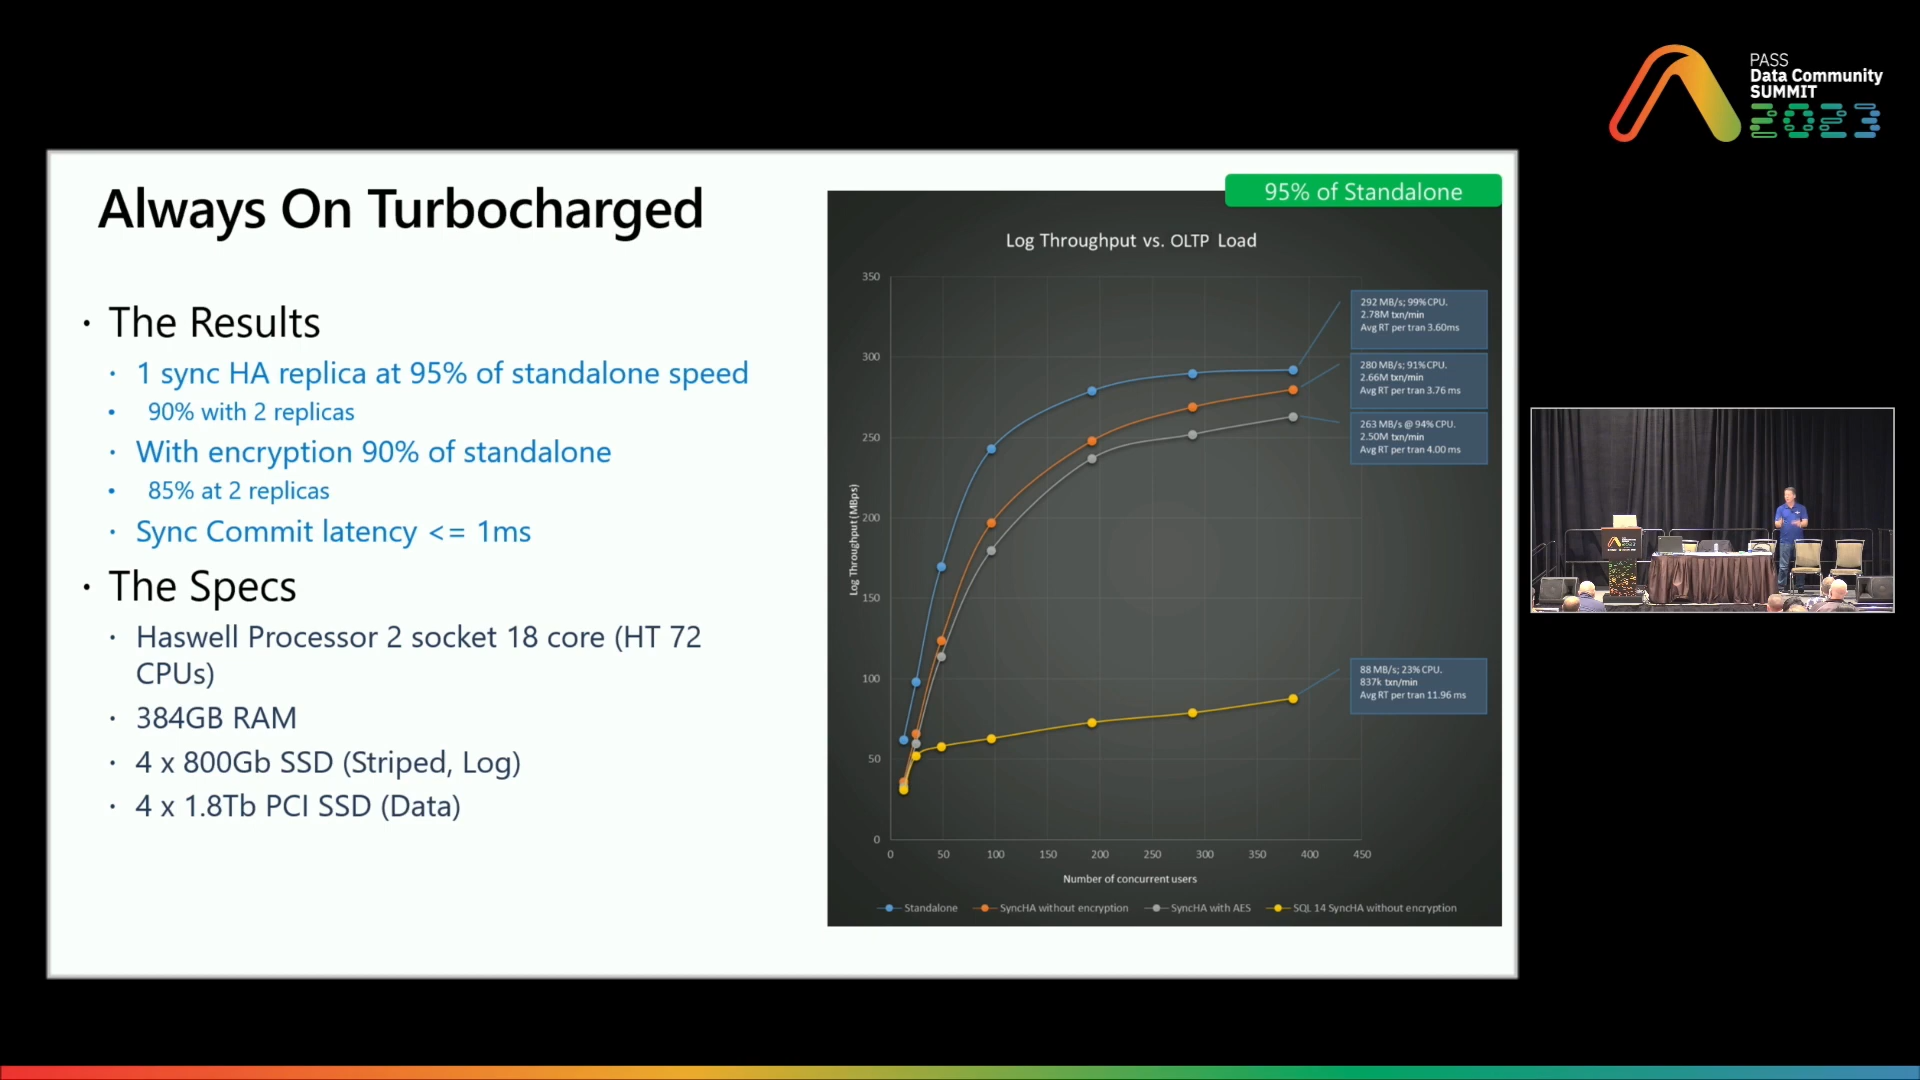 PASS
Data Community
SUMMIT
2023
Always On Turbocharged
95% of Standalone
• The Results
• 1 sync HA replica at 95% of standalone speed
• 90% with 2 replicas
• With encryption 90% of standalone
• 85% at 2 replicas
• Sync Commit latency <= 1ms
• The Specs
• Haswell Processor 2 socket 18 core (HT 72
CPUs)
• 384GB RAM
• 4 x 800Gb SSD (Striped, Log)
• 4 x 1.8Tb PCI SSD (Data)
Log Throughput vs. OLTP Load
350
300
250
200
150
100
50
0
Log Throughput (MBps)
0 50 100 150 200 250 300 350 400 450
Number of concurrent users
292 MB/s; 99%CPU.
2.78M txn/min
Avg RT per tran 3.60ms
280 MB/s; 91%CPU.
2.66M txn/min
Avg RT per tran 3.76 ms
263 MB/s @ 94% CPU.
2.50M txn/min
Avg RT per tran 4.00 ms
88 MB/s; 23% CPU.
837k txn/min
Avg RT per tran 11.96 ms
Standalone SyncHA without encryption SyncHA with AES SQL 14 SyncHA without encryption